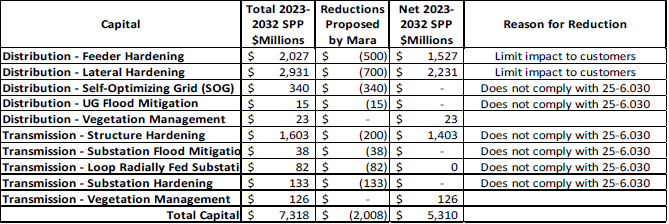 Capital Total 2023-2032 SPP $Millions Reductions Proposed by Mara Net 2023-2032 SPP $Millions Reason for Reduction
Distribution - Feeder Hardening $ 2,027 $ (500) $ 1,527 Limit impact to customers
Distribution - Lateral Hardening $ 2,931 $ (700) $ 2,231 Limit impact to customers
Distribution - Self-Optimizing Grid (SOG) $ 340 $ (340) $ - Does not comply with 25-6.030
Distribution - UG Flood Mitigation $ 15 $ (15) $ - Does not comply with 25-6.030
Distribution - Vegetation Management $ 23 $ - $ 23
Transmission - Structure Hardening $ 1,603 $ (200) $ 1,403 Does not comply with 25-6.030
Transmission - Substation Flood Mitigatio $ 38 $ (38) $ - Does not comply with 25-6.030
Transmission - Loop Radially Fed Substati $ 82 $ (82) $ 0 Does not comply with 25-6.030
Transmission - Substation Hardening $ 133 $ (133) $ - Does not comply with 25-6.030
Transmission - Vegetation Management $ 126 $ - $ 126
Total Capital $ 7,318 $ (2,008) $ 5,310